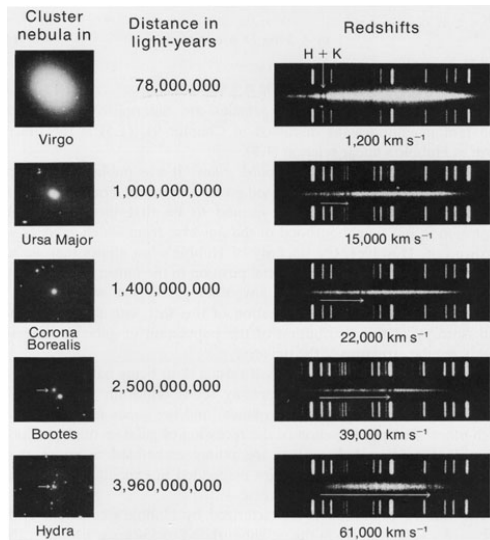 Cluster nebula in
Distance in light-years
Redshifts
H + K
78,000,000
Virgo
1,200 km s⁻¹
1,000,000,000
Ursa Major
15,000 km s⁻¹
1,400,000,000
Corona
Borealis
22,000 km s⁻¹
2,500,000,000
Bootes
39,000 km s⁻¹
3,960,000,000
Hydra
61,000 km s⁻¹